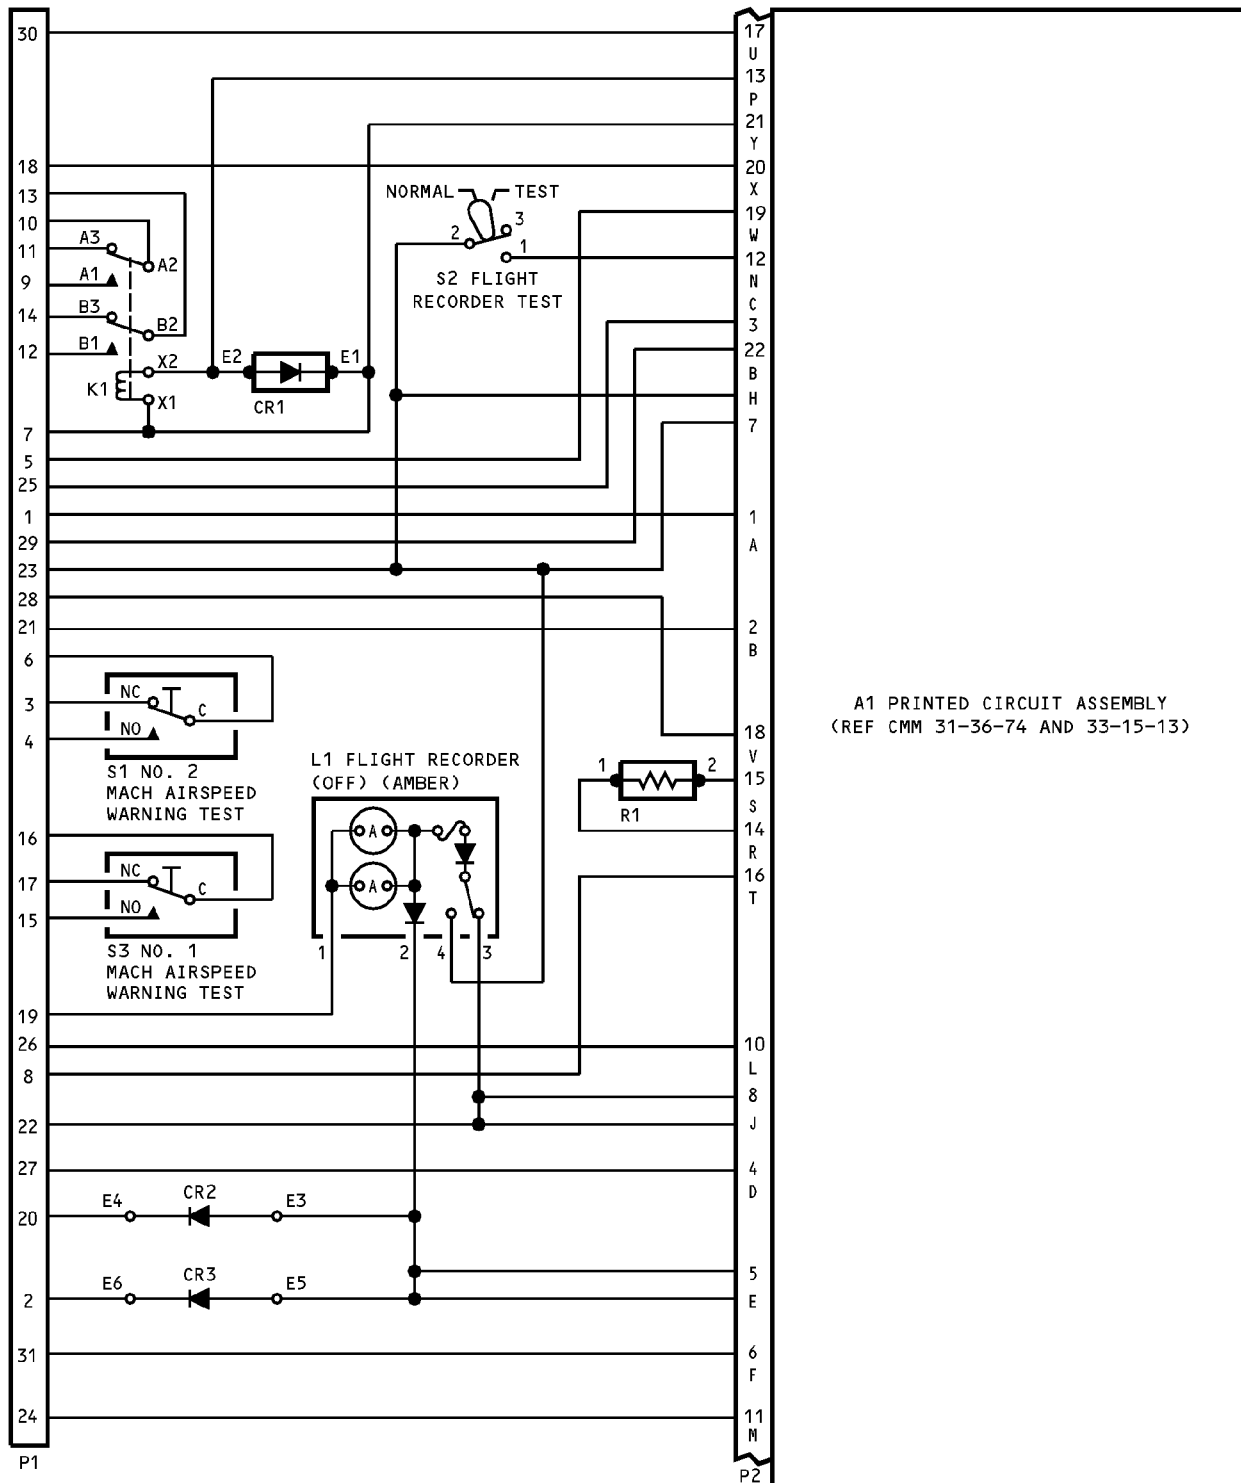 30
17
U
13
P
21
Y
18
20
X
13
NORMAL
TEST
19
W
10
3
A3
2
11
1
12
A2
S2 FLIGHT
RECORDER TEST
N
A1
9
C
B3
14
B2
3
B1
12
22
X2
E2
E1
B
K1
X1
CR1
H
7
7
5
25
1
1
29
A
23
28
21
2
B
6
NC
3
C
NO
4
A1 PRINTED CIRCUIT ASSEMBLY
(REF CMM 31-36-74 AND 33-15-13)
18
V
S1 NO. 2
MACH AIRSPEED
WARNING TEST
L1 FLIGHT RECORDER
(OFF) (AMBER)
1
2
15
R1
S
14
R
16
A
NC
17
C
A
16
T
NO
15
1
2
4
3
S3 NO. 1
MACH AIRSPEED
WARNING TEST
19
26
10
L
8
8
22
J
27
4
D
E4
CR2
E3
20
5
E6
CR3
E5
2
E
31
6
F
24
11
M
P1
P2